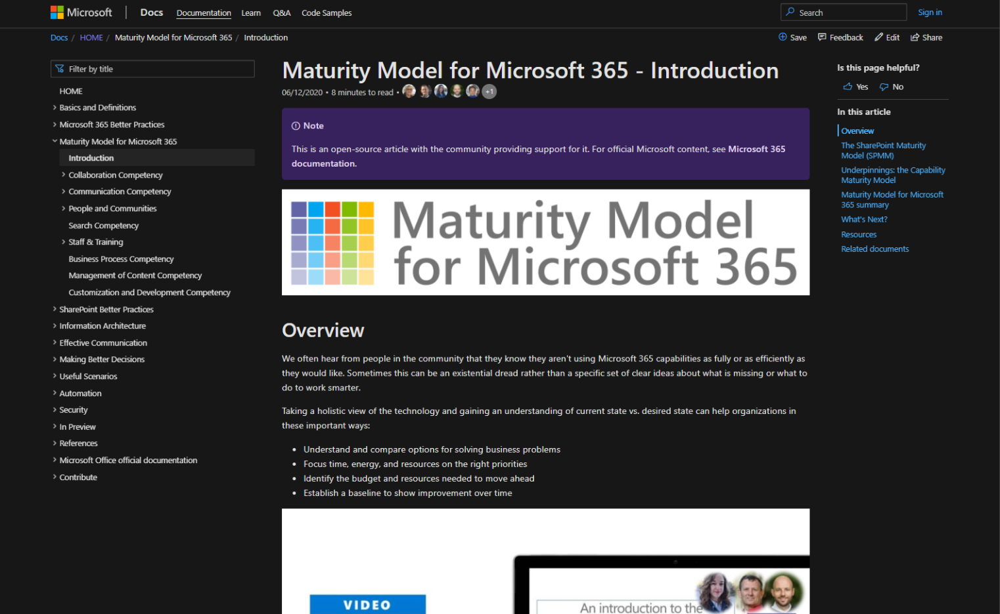 Microsoft
Docs
Documentation
Learn
Q&A
Code Samples
Search
Sign in
Docs / HOME / Maturity Model for Microsoft 365 / Introduction
Save
Feedback
Edit
Share
Filter by title
HOME
Basics and Definitions
Microsoft 365 Better Practices
Maturity Model for Microsoft 365
Introduction
Collaboration Competency
Communication Competency
People and Communities
Search Competency
Staff & Training
Business Process Competency
Management of Content Competency
Customization and Development Competency
SharePoint Better Practices
Information Architecture
Effective Communication
Making Better Decisions
Useful Scenarios
Automation
Security
In Preview
References
Microsoft Office official documentation
Contribute
Maturity Model for Microsoft 365 - Introduction
06/12/2020 • 8 minutes to read • +1
Note
This is an open-source article with the community providing support for it. For official Microsoft content, see Microsoft 365
documentation.
Maturity Model
for Microsoft 365
Overview
We often hear from people in the community that they know they aren't using Microsoft 365 capabilities as fully or as efficiently as
they would like. Sometimes this can be an existential dread rather than a specific set of clear ideas about what is missing or what to
do to work smarter.
Taking a holistic view of the technology and gaining an understanding of current state vs. desired state can help organizations in
these important ways:
• Understand and compare options for solving business problems
• Focus time, energy, and resources on the right priorities
• Identify the budget and resources needed to move ahead
• Establish a baseline to show improvement over time
VIDEO
An introduction to the
Is this page helpful?
Yes
No
In this article
Overview
The SharePoint Maturity
Model (SPMM)
Underpinnings: the Capability
Maturity Model
Maturity Model for Microsoft
365 summary
What's Next?
Resources
Related documents